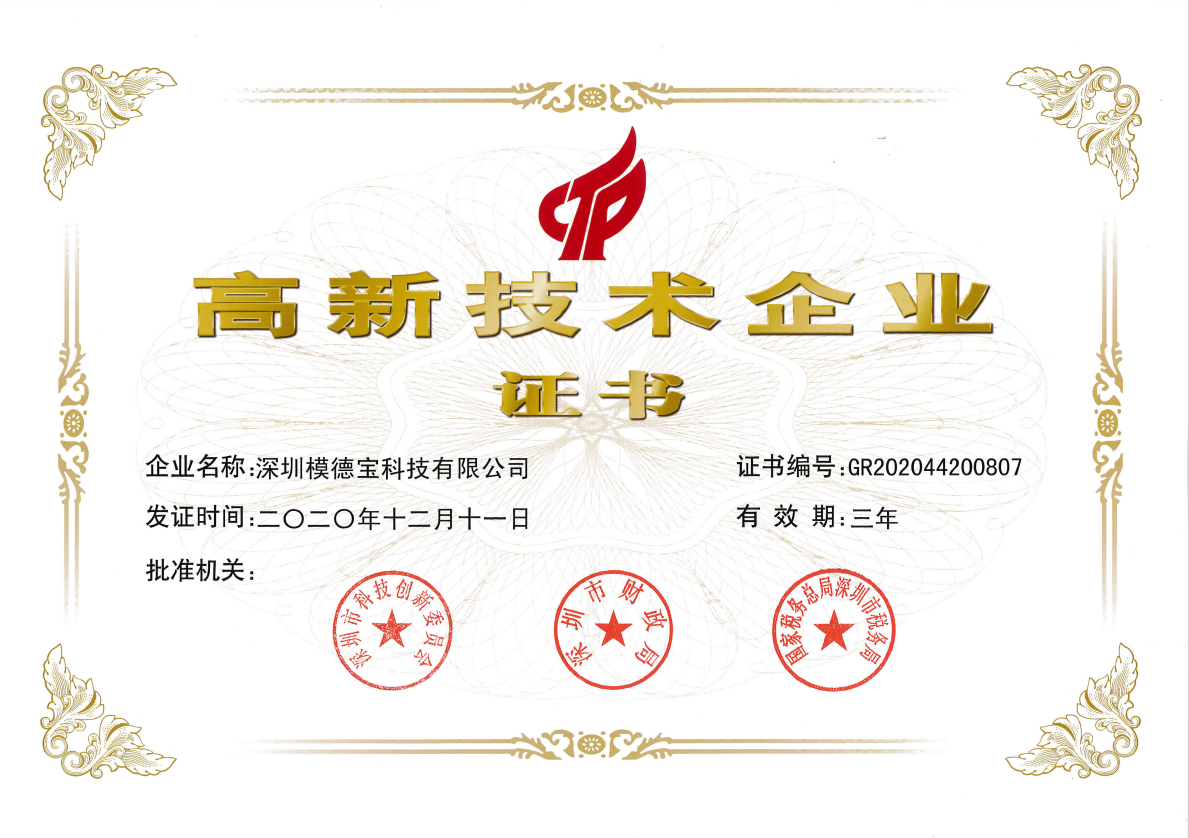 高新技术企业
证书
企业名称:深圳模德宝科技有限公司
证书编号:GR202044200807
发证时间:二〇二〇年十二月十一日
有效期:三年
批准机关:
深圳市科技创新委员会
深圳市财政局
国家税务总局深圳市税务局